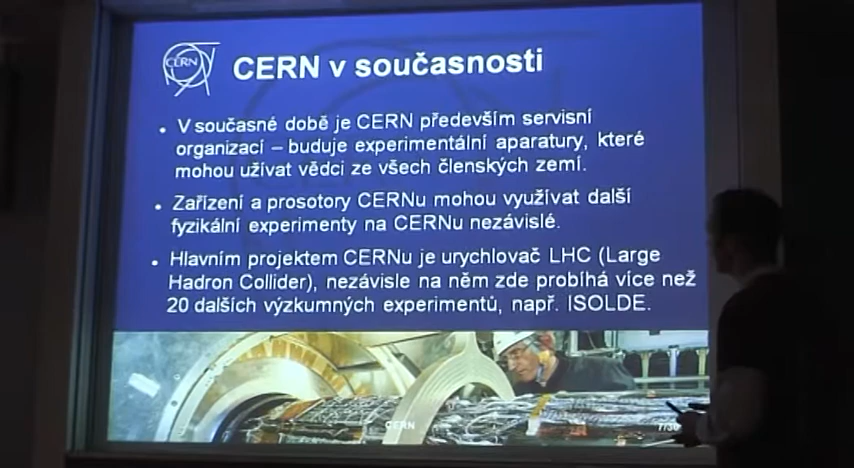 CERN
CERN v současnosti
• V současné době je CERN především servisní
organizací – buduje experimentální aparatury, které
mohou užívat vědci ze všech členských zemí.
• Zařízení a prosotory CERNu mohou využívat další
fyzikální experimenty na CERNu nezávislé.
• Hlavním projektem CERNu je urychlovač LHC (Large
Hadron Collider), nezávisle na něm zde probíhá více než
20 dalších výzkumných experimentů, např. ISOLDE.
CERN
7/30